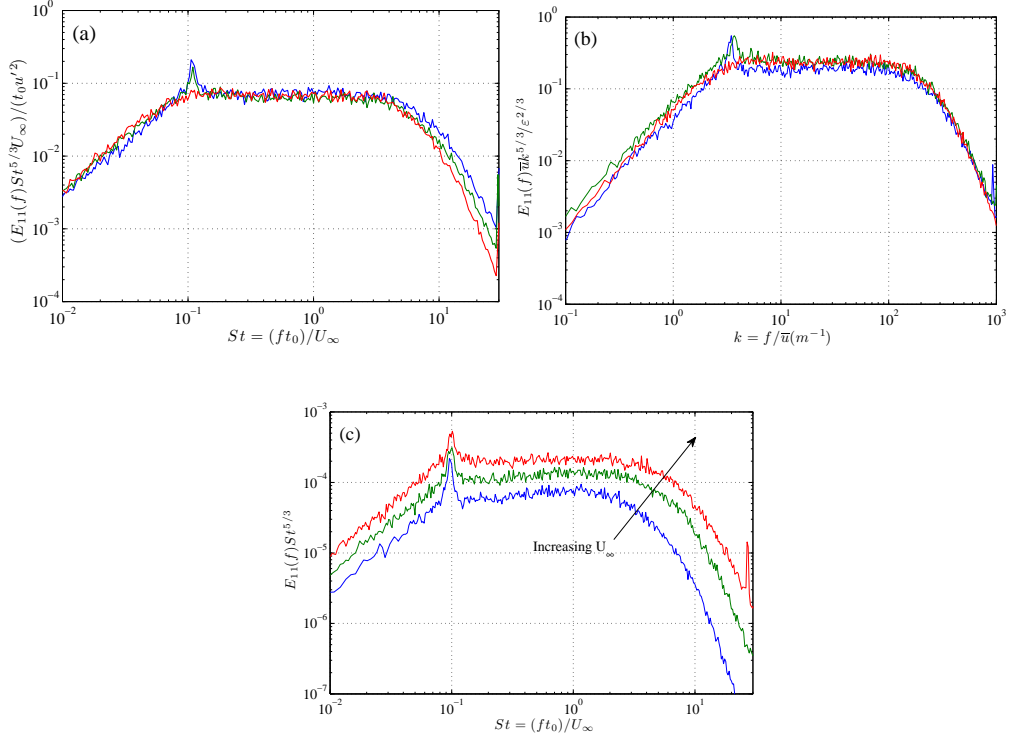 (a)
10^0
10^-1
10^-2
10^-3
10^-4
(E_11(f)St^5/3 U_∞)/(t_0 u'^2)
10^-2
10^-1
10^0
10^1
St = (ft_0)/U_∞
(b)
10^0
10^-1
10^-2
10^-3
10^-4
E_11(f)u̅k^5/3/ε^2/3
10^-1
10^0
10^1
10^2
10^3
k = f/u̅(m^-1)
(c)
10^-3
10^-4
10^-5
10^-6
10^-7
E_11(f)St^5/3
Increasing U_∞
10^-2
10^-1
10^0
10^1
St = (ft_0)/U_∞